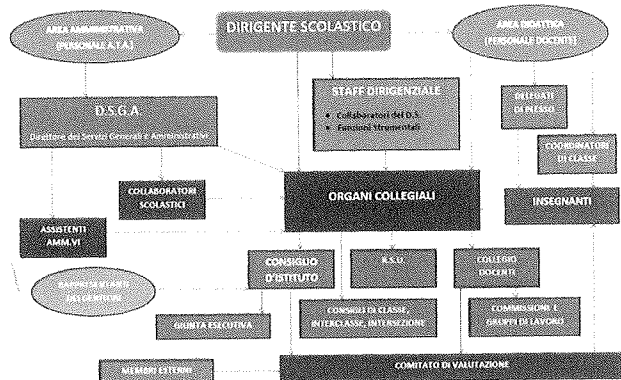 DIRIGENTE SCOLASTICO
AREA AMMINISTRATIVA
(PERSONALE A.T.A.)
AREA DIDATTICA
(PERSONALE DOCENTE)
STAFF DIRIGENZIALE
• Collaboratori del D.S.
• Funzioni Strumentali
DELEGATI
DI PLESSO
D.S.G.A.
Direttore dei Servizi Generali e Amministrativi
COORDINATORI
DI CLASSE
COLLABORATORI
SCOLASTICI
ORGANI COLLEGIALI
INSEGNANTI
ASSISTENTI
AMM.VI
CONSIGLIO
D'ISTITUTO
R.S.U.
COLLEGIO
DOCENTE
RAPPRESENTANTI
DEI GENITORI
GIUNTA ESECUTIVA
CONSIGLI DI CLASSE,
INTERCLASSE, INTERSEZIONE
COMMISSIONI E
GRUPPI DI LAVORO
MEMBRI ESTERNI
COMITATO DI VALUTAZIONE